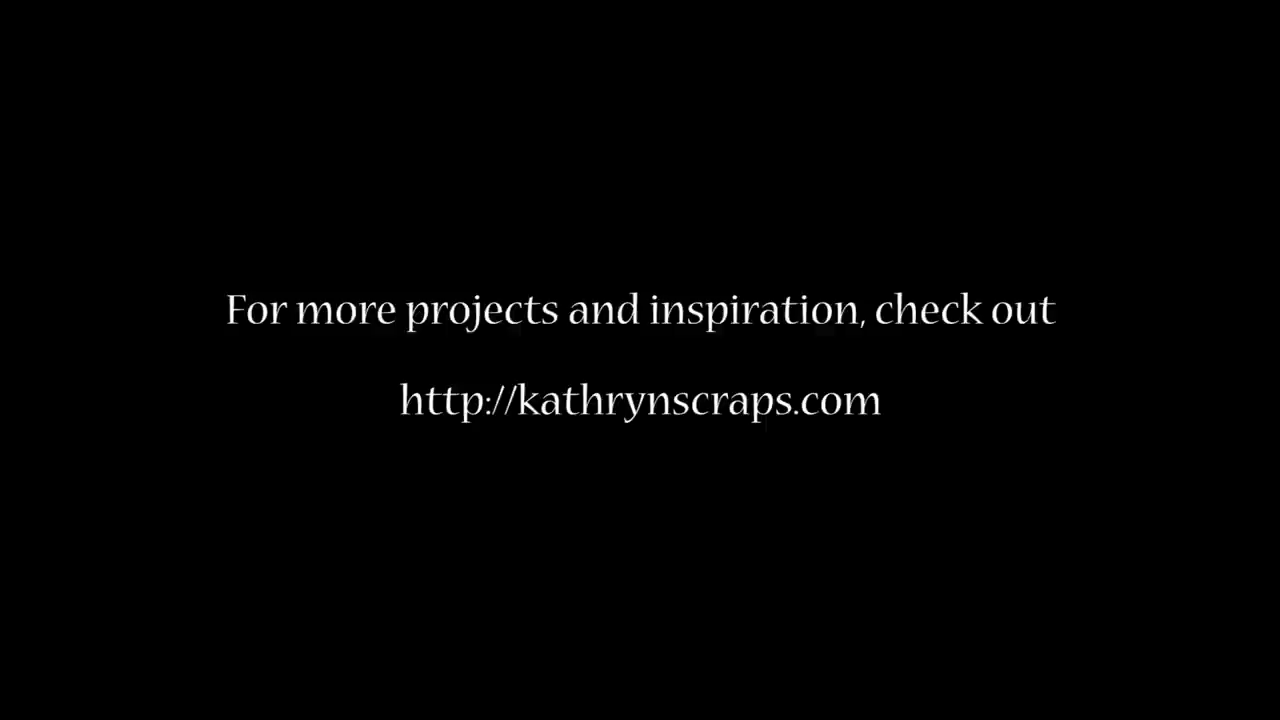 For more projects and inspiration, check out
http://kathrynscraps.com